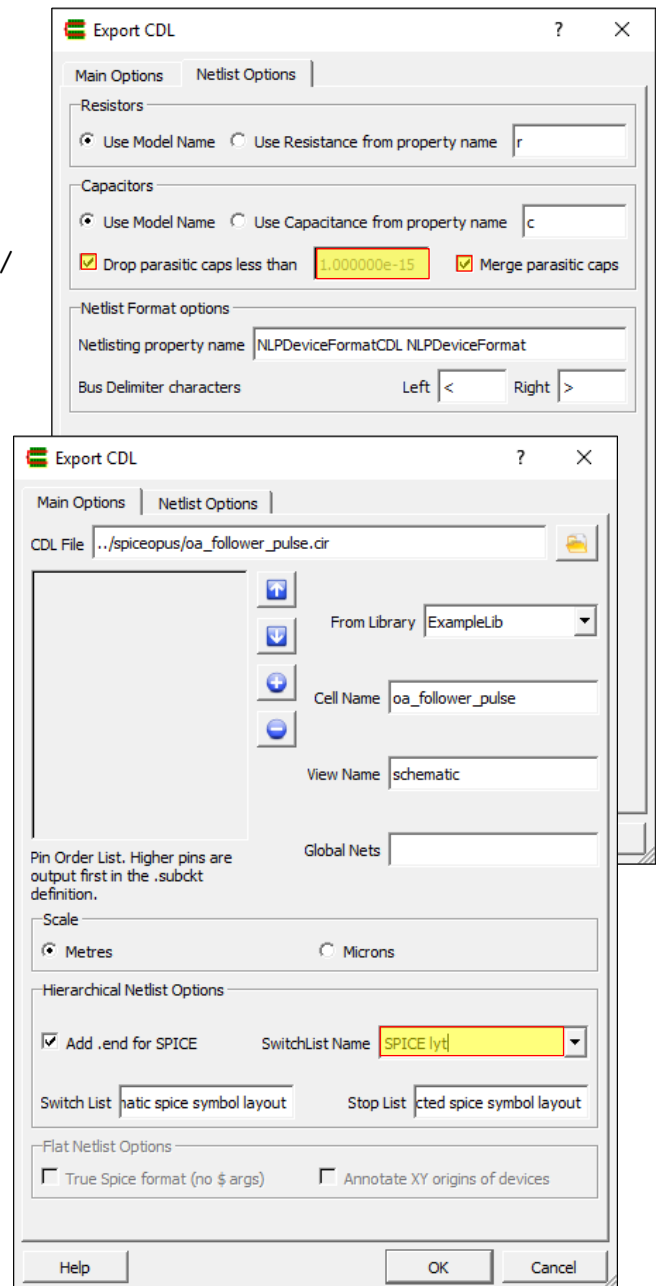 Export CDL ?
Main Options Netlist Options
Resistors
Use Model Name Use Resistance from property name r
Capacitors
Use Model Name Use Capacitance from property name c
/
Drop parasitic caps less than 1.000000e-15 Merge parasitic caps
Netlist Format options
Netlisting property name NLPDeviceFormatCDL NLPDeviceFormat
Bus Delimiter characters Left < Right >
Export CDL ?
Main Options Netlist Options
CDL File ../spiceopus/oa_follower_pulse.cir
From Library ExampleLib
Cell Name oa_follower_pulse
View Name schematic
Global Nets
Pin Order List. Higher pins are
output first in the .subckt
definition.
Scale
Metres Microns
Hierarchical Netlist Options
Add .end for SPICE SwitchList Name SPICE lyt
Switch List natic spice symbol layout Stop List cted spice symbol layout
Flat Netlist Options
True Spice format (no $ args) Annotate XY origins of devices
Help OK Cancel